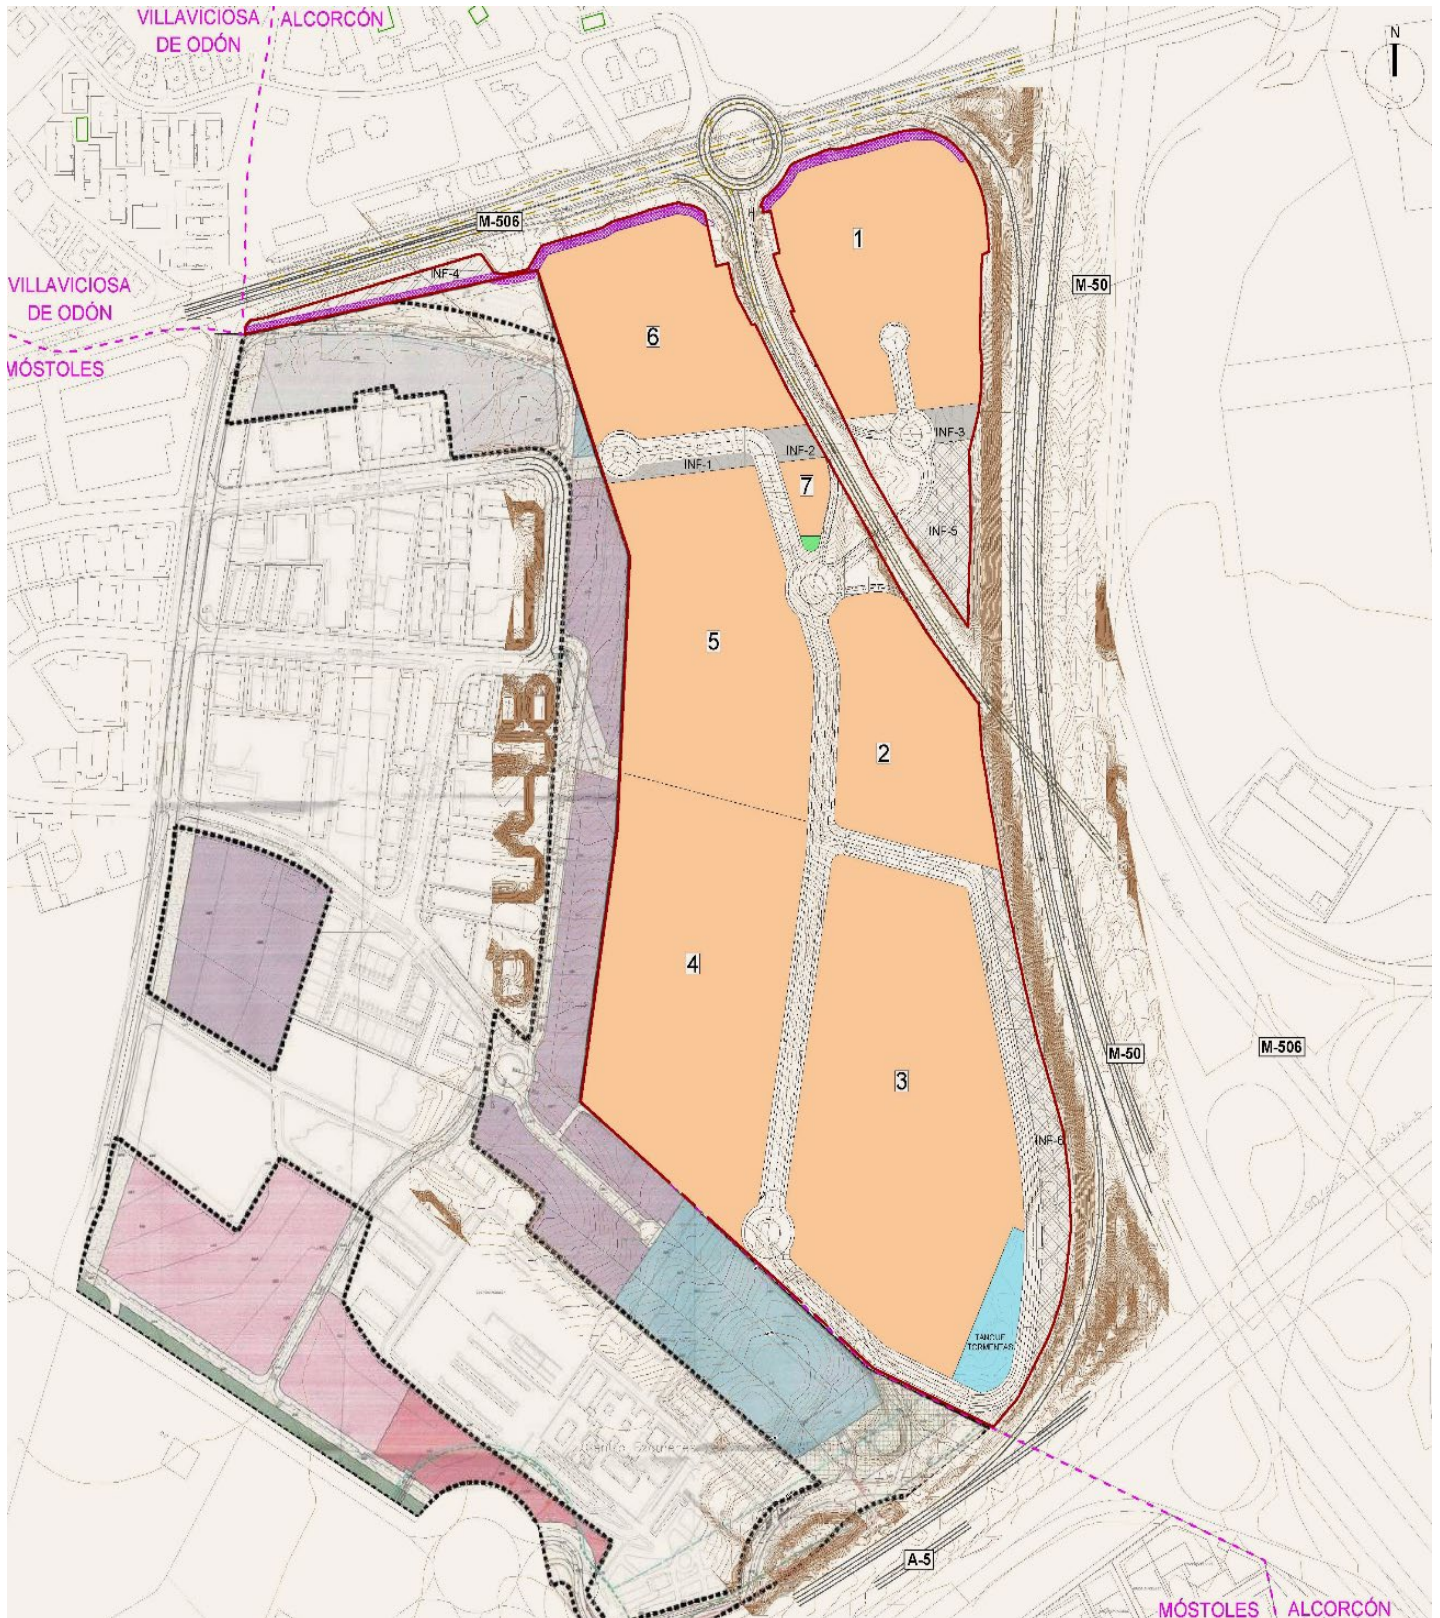 VILLAVICIOSA
DE ODÓN
ALCORCÓN
N
M-506
1
INF-4
M-50
VILLAVICIOSA
DE ODÓN
MÓSTOLES
6
INF-3
INF-2
INF-1
7
INF-5
5
2
4
M-506
M-50
3
INF-6
TANQUE
TORMENTAS
A-5
MÓSTOLES
ALCORCÓN